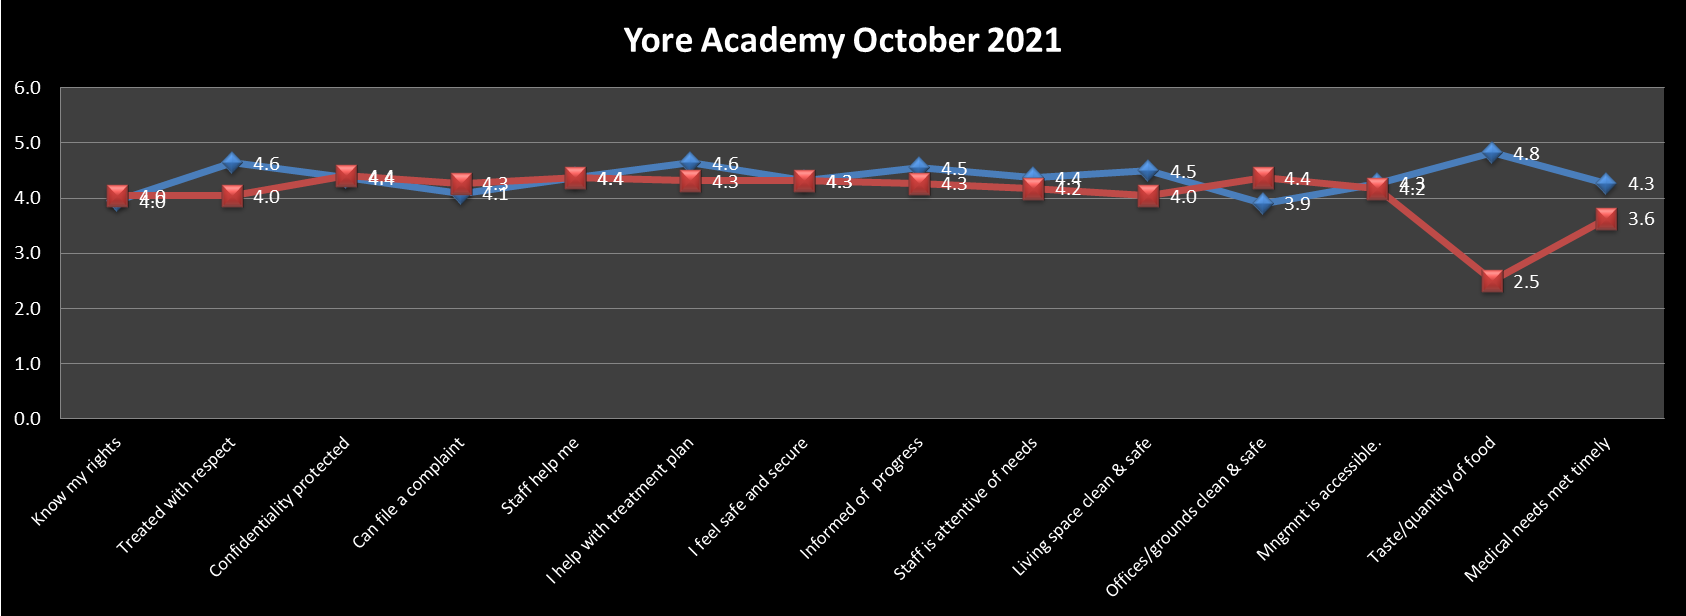 Yore Academy October 2021
6.0
5.0
4.0
3.0
2.0
1.0
0.0
4.0
4.6
4.4
4.1
4.4
4.6
4.3
4.5
4.4
4.5
3.9
4.3
4.8
4.3
4.0
4.0
4.4
4.3
4.4
4.3
4.3
4.3
4.2
4.0
4.4
4.2
2.5
3.6
Know my rights
Treated with respect
Confidentiality protected
Can file a complaint
Staff help me
I help with treatment plan
I feel safe and secure
Informed of  progress
Staff is attentive of needs
Living space clean & safe
Offices/grounds clean & safe
Mngmnt is accessible.
Taste/quantity of food
Medical needs met timely